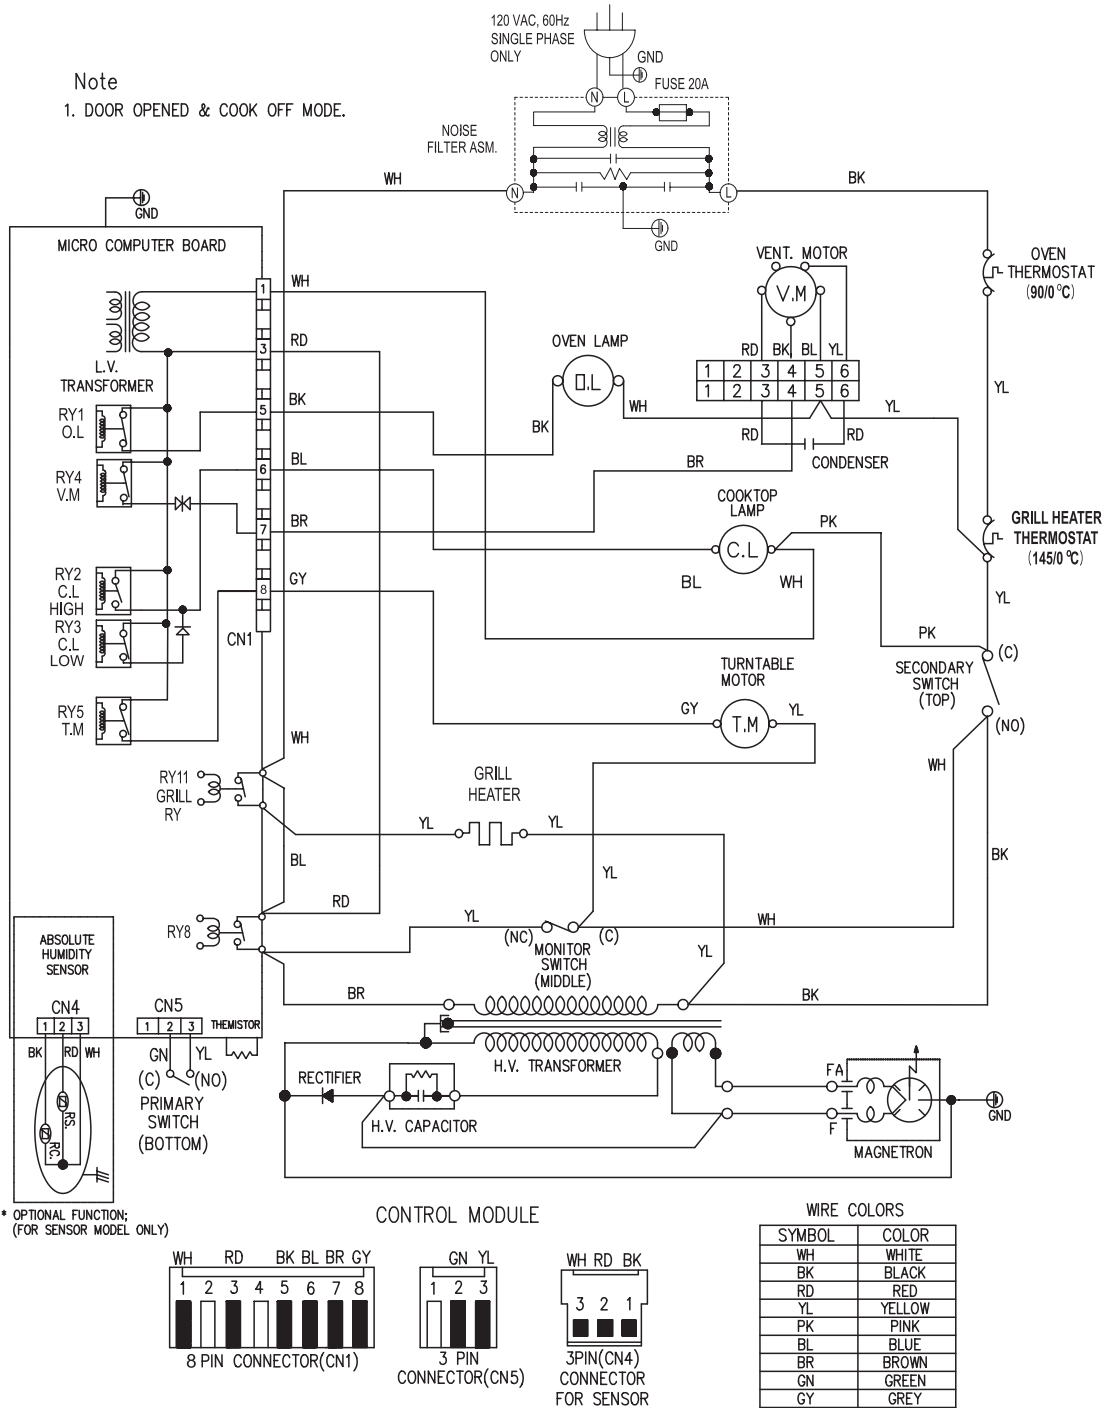 120 VAC, 60Hz
SINGLE PHASE
ONLY
GND
FUSE 20A
N
L
Note
1. DOOR OPENED & COOK OFF MODE.
NOISE
FILTER ASM.
N
L
GND
WH
BK
GND
MICRO COMPUTER BOARD
L.V.
TRANSFORMER
RY1
O.L
RY4
V.M
RY2
C.L
HIGH
RY3
C.L
LOW
RY5
T.M
1
3
5
6
7
8
CN1
WH
RD
BK
BL
BR
GY
VENT. MOTOR
V.M
RD
BK
BL
YL
1 2 3 4 5 6
1 2 3 4 5 6
RD
RD
CONDENSER
YL
OVEN LAMP
O.L
BK
WH
BR
OVEN
THERMOSTAT
(90/0 °C)
YL
COOKTOP
LAMP
C.L
BL
WH
PK
GRILL HEATER
THERMOSTAT
(145/0 °C)
YL
PK
(C)
SECONDARY
SWITCH
(TOP)
(NO)
TURNTABLE
MOTOR
GY
T.M
YL
WH
WH
RY11
GRILL
RY
GRILL
HEATER
YL
YL
BL
BK
YL
RD
RY8
YL
(NC)
(C)
MONITOR
SWITCH
(MIDDLE)
WH
YL
BR
BK
ABSOLUTE
HUMIDITY
SENSOR
CN4
1 2 3
BK
RD
WH
RS.
RC.
CN5
1 2 3
GN
YL
(C)
(NO)
PRIMARY
SWITCH
(BOTTOM)
THEMISTOR
H.V. TRANSFORMER
RECTIFIER
H.V. CAPACITOR
FA
F
MAGNETRON
GND
* OPTIONAL FUNCTION;
(FOR SENSOR MODEL ONLY)
CONTROL MODULE
WH RD BK BL BR GY
1 2 3 4 5 6 7 8
8 PIN CONNECTOR(CN1)
GN YL
1 2 3
3 PIN
CONNECTOR(CN5)
WH RD BK
3 2 1
3PIN(CN4)
CONNECTOR
FOR SENSOR
WIRE COLORS
SYMBOL COLOR
WH WHITE
BK BLACK
RD RED
YL YELLOW
PK PINK
BL BLUE
BR BROWN
GN GREEN
GY GREY